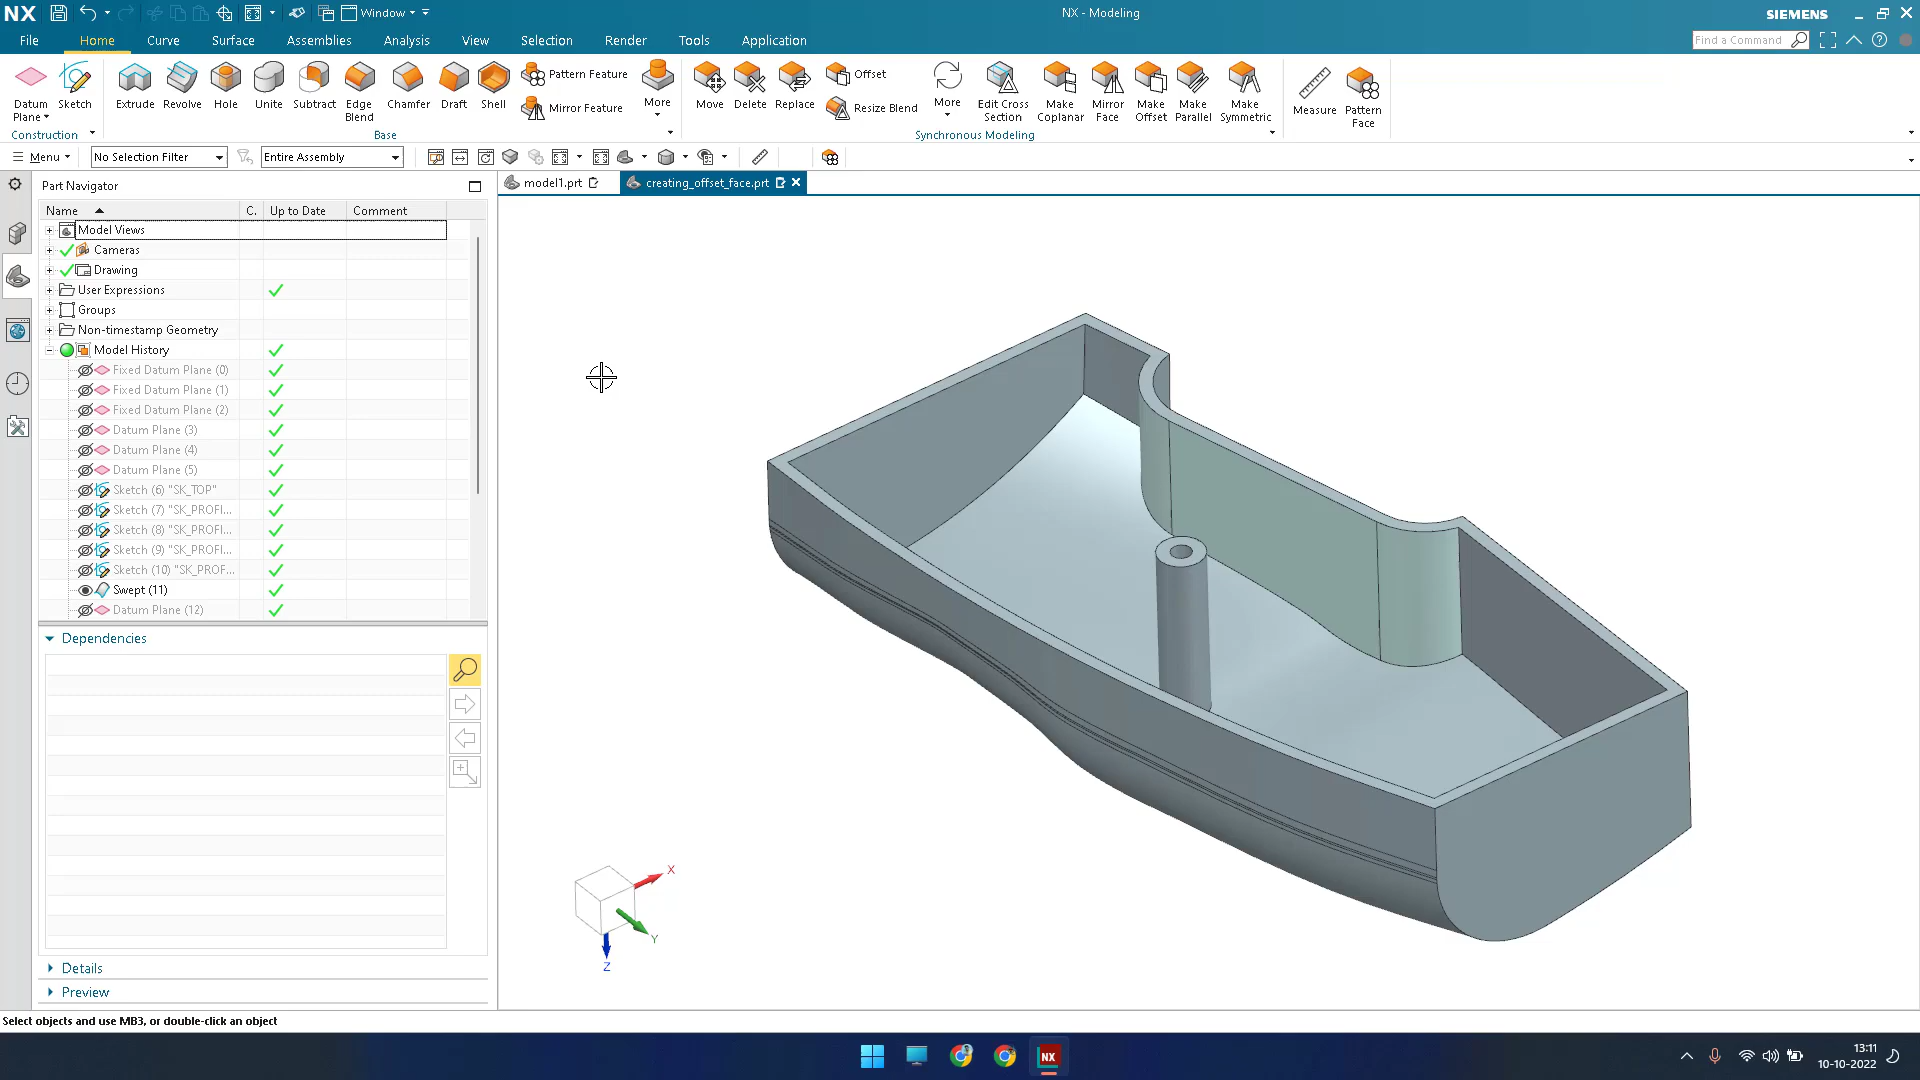 NX Window NX - Modeling SIEMENS
File Home Curve Surface Assemblies Analysis View Selection Render Tools Application Find a Command
Datum Plane Sketch Extrude Revolve Hole Unite Subtract Edge Blend Chamfer Draft Shell Pattern Feature Mirror Feature More Move Delete Replace Offset Resize Blend More Edit Cross Section Make Coplanar Mirror Face Make Offset Make Parallel Make Symmetric Measure Pattern Face
Construction Base Synchronous Modeling
Menu No Selection Filter Entire Assembly
Part Navigator model1.prt creating_offset_face.prt
Name C. Up to Date Comment
Model Views
Cameras
Drawing
User Expressions
Groups
Non-timestamp Geometry
Model History
Fixed Datum Plane (0)
Fixed Datum Plane (1)
Fixed Datum Plane (2)
Datum Plane (3)
Datum Plane (4)
Datum Plane (5)
Sketch (6) "SK_TOP"
Sketch (7) "SK_PROFI...
Sketch (8) "SK_PROFI...
Sketch (9) "SK_PROFI...
Sketch (10) "SK_PROF...
Swept (11)
Datum Plane (12)
Dependencies
X
Y
Z
Details
Preview
Select objects and use MB3, or double-click an object
NX
13:11
10-10-2022